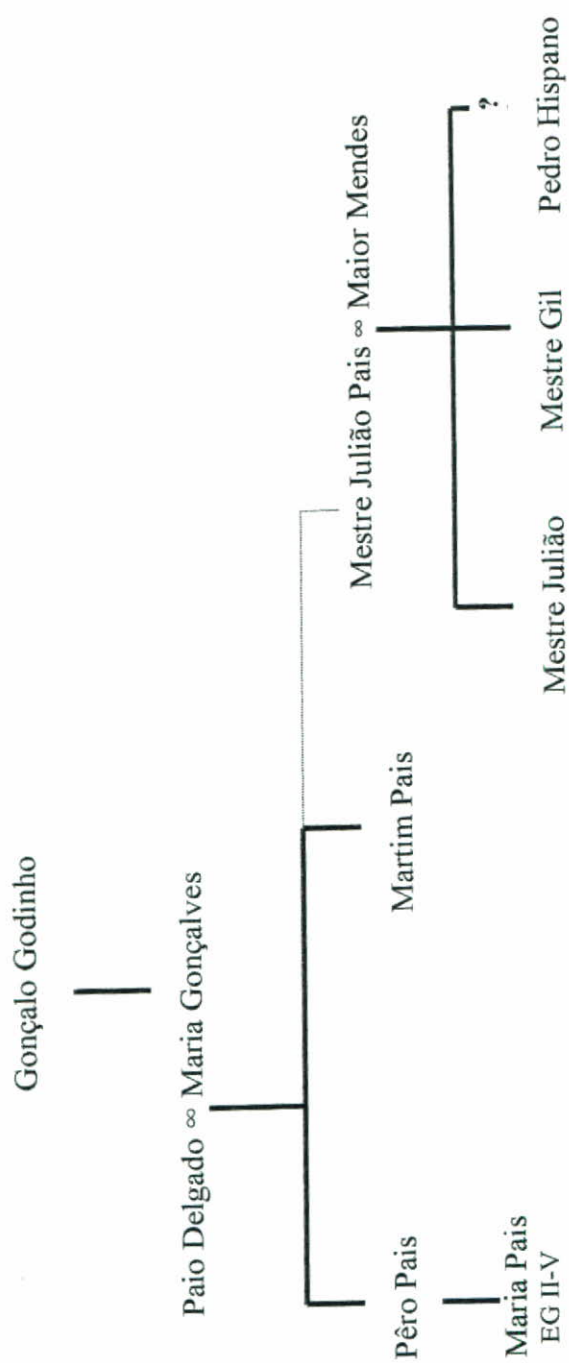 Gonçalo Godinho
Paio Delgado ∞ Maria Gonçalves
Pêro Pais
Martim Pais
Mestre Julião Pais ∞ Maior Mendes
Maria Pais
EG II-V
Mestre Julião
Mestre Gil
?
Pedro Hispano